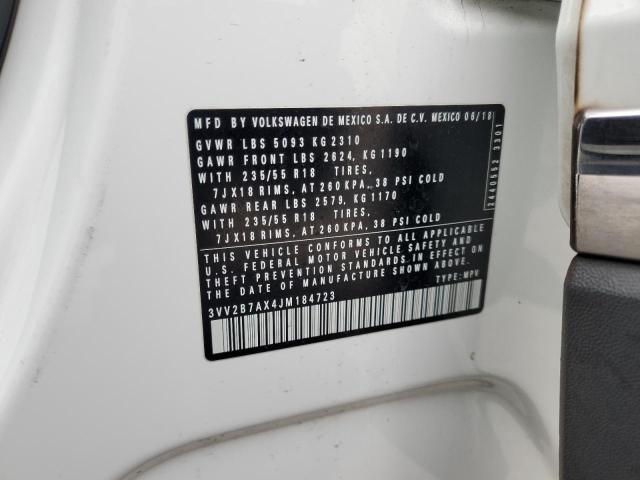 MFD BY VOLKSWAGEN DE MEXICO S.A. DE C.V. MEXICO 06/18
GVWR LBS 5093 KG 2310
GAWR FRONT LBS 2624, KG 1190
WITH 235/55 R18 TIRES,
7JX18 RIMS, AT 260 KPA, 38 PSI COLD
GAWR REAR LBS 2579, KG 1170
WITH 235/55 R18 TIRES,
7JX18 RIMS, AT 260 KPA, 38 PSI COLD
THIS VEHICLE CONFORMS TO ALL APPLICABLE
U.S. FEDERAL MOTOR VEHICLE SAFETY AND
THEFT PREVENTION STANDARDS IN EFFECT ON
THE DATE OF MANUFACTURE SHOWN ABOVE.
3VV2B7AX4JM184723
TYPE: MPV
2440552 3301